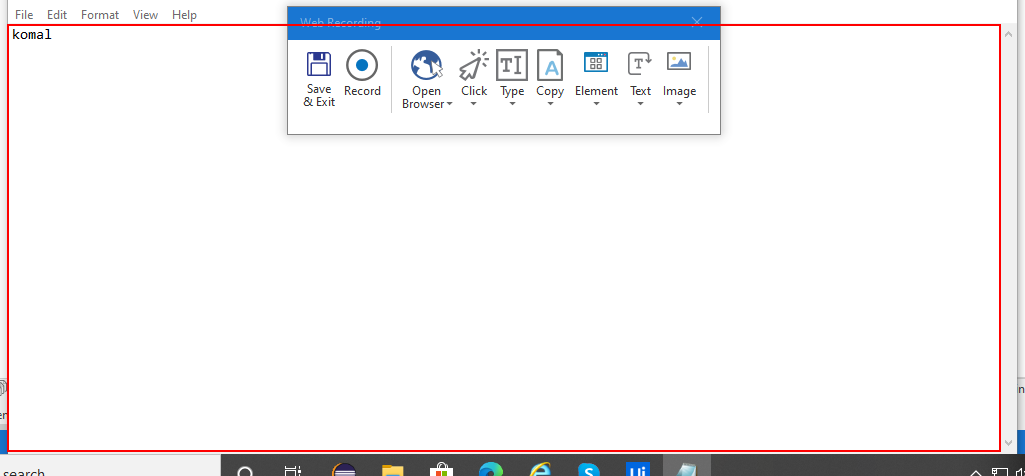 File Edit Format View Help
komal
Web Recording
Save & Exit
Record
Open Browser
Click
Type
Copy
Element
Text
Image
search
Ui